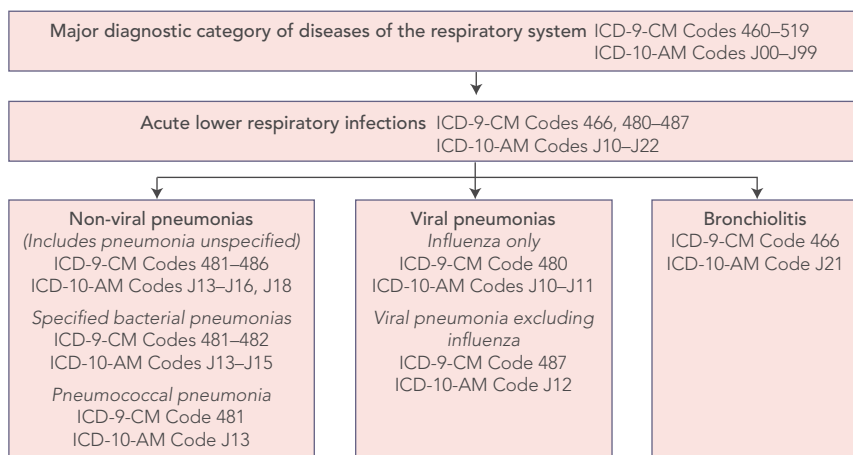 Major diagnostic category of diseases of the respiratory system ICD-9-CM Codes 460–519
ICD-10-AM Codes J00–J99
Acute lower respiratory infections ICD-9-CM Codes 466, 480–487
ICD-10-AM Codes J10–J22
Non-viral pneumonias
(Includes pneumonia unspecified)
ICD-9-CM Codes 481–486
ICD-10-AM Codes J13–J16, J18
Specified bacterial pneumonias
ICD-9-CM Codes 481–482
ICD-10-AM Codes J13–J15
Pneumococcal pneumonia
ICD-9-CM Code 481
ICD-10-AM Code J13
Viral pneumonias
Influenza only
ICD-9-CM Code 480
ICD-10-AM Codes J10–J11
Viral pneumonia excluding
influenza
ICD-9-CM Code 487
ICD-10-AM Code J12
Bronchiolitis
ICD-9-CM Code 466
ICD-10-AM Code J21